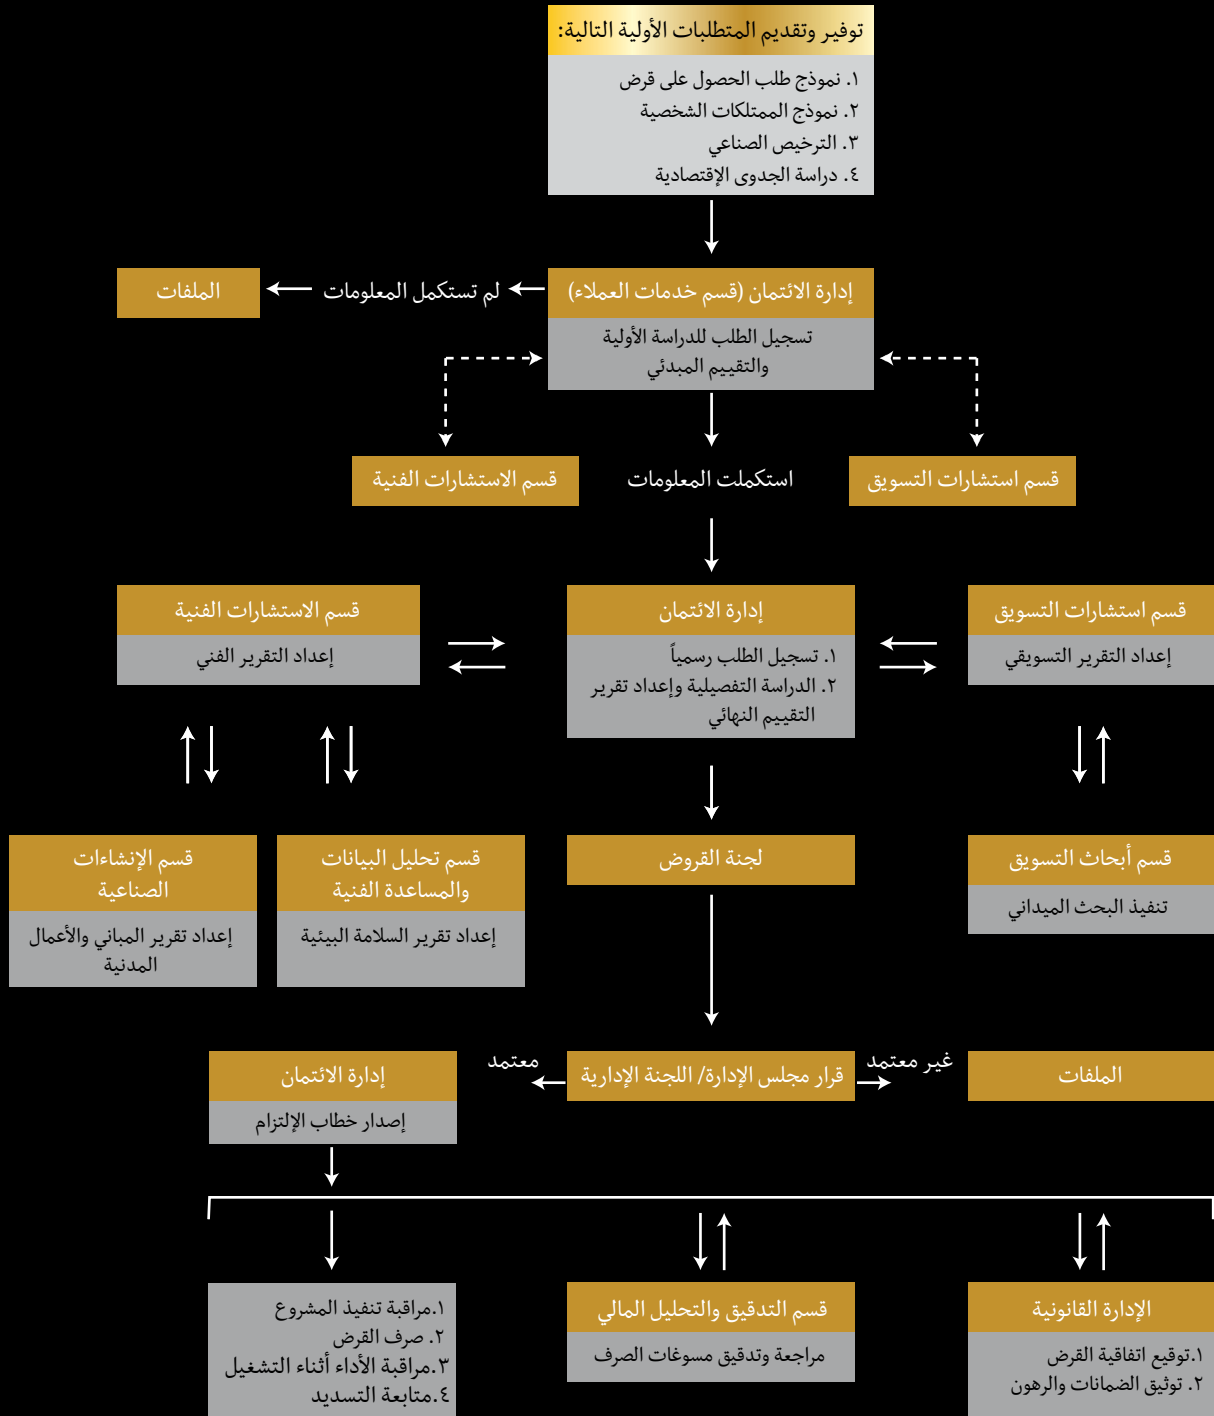 توفير وتقديم المتطلبات الأولية التالية:
١. نموذج طلب الحصول على قرض
٢. نموذج الممتلكات الشخصية
٣. الترخيص الصناعي
٤. دراسة الجدوى الإقتصادية
إدارة الائتمان (قسم خدمات العملاء)
لم تستكمل المعلومات
الملفات
تسجيل الطلب للدراسة الأولية
والتقييم المبدئي
قسم استشارات التسويق
استكملت المعلومات
قسم الاستشارات الفنية
قسم استشارات التسويق
إعداد التقرير التسويقي
إدارة الائتمان
١. تسجيل الطلب رسمياً
٢. الدراسة التفصيلية وإعداد تقرير
التقييم النهائي
قسم الاستشارات الفنية
إعداد التقرير الفني
قسم أبحاث التسويق
تنفيذ البحث الميداني
لجنة القروض
قسم تحليل البيانات
والمساعدة الفنية
إعداد تقرير السلامة البيئية
قسم الإنشاءات
الصناعية
إعداد تقرير المباني والأعمال
المدنية
الملفات
غير معتمد
قرار مجلس الإدارة/ اللجنة الإدارية
معتمد
إدارة الائتمان
إصدار خطاب الإلتزام
الإدارة القانونية
١.توقيع اتفاقية القرض
٢. توثيق الضمانات والرهون
قسم التدقيق والتحليل المالي
مراجعة وتدقيق مسوغات الصرف
١.مراقبة تنفيذ المشروع
٢. صرف القرض
٣.مراقبة الأداء أثناء التشغيل
٤.متابعة التسديد